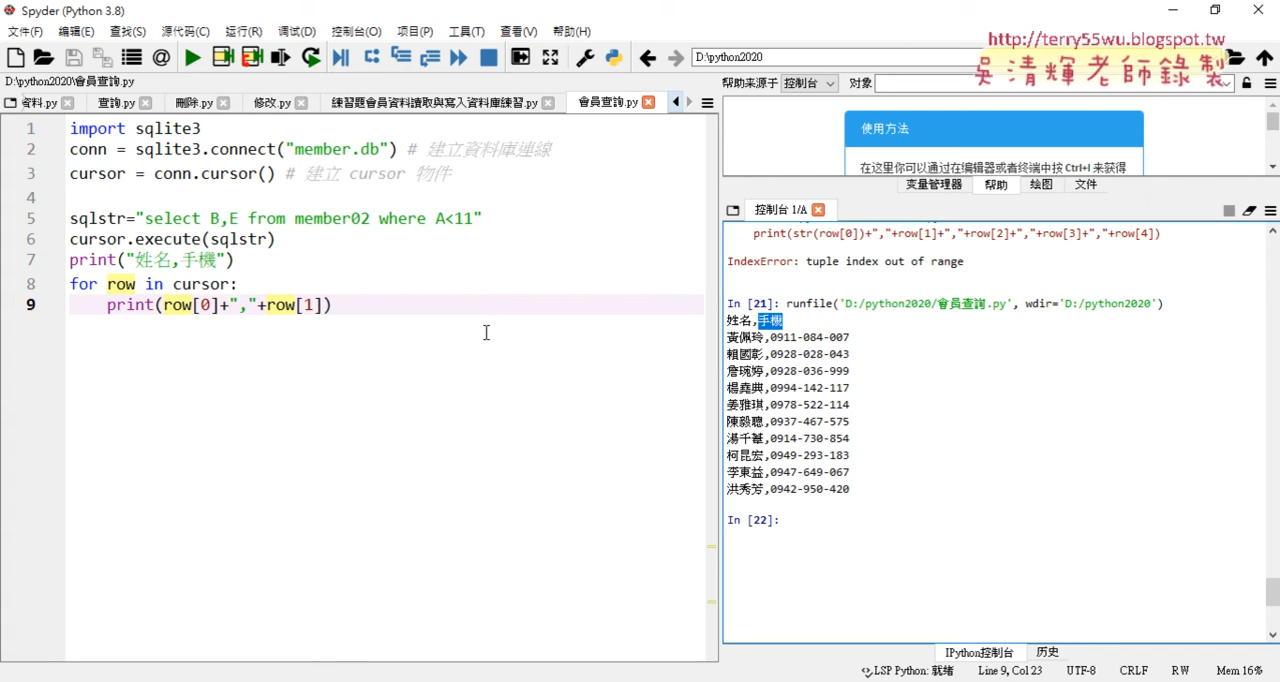 Spyder (Python 3.8)
文件(F) 编辑(E) 查找(S) 源代码(C) 运行(R) 调试(D) 控制台(O) 项目(P) 工具(T) 查看(V) 帮助(H)
http://terry55wu.blogspot.tw
吳清輝老師錄製
D:\python2020
D:\python2020\會員查詢.py
資料.py 查詢.py 刪除.py 修改.py 練習題會員資料讀取與寫入資料庫練習.py 會員查詢.py
1 import sqlite3
2 conn = sqlite3.connect("member.db") # 建立資料庫連線
3 cursor = conn.cursor() # 建立 cursor 物件
4
5 sqlstr="select B,E from member02 where A<11"
6 cursor.execute(sqlstr)
7 print("姓名,手機")
8 for row in cursor:
9 print(row[0]+","+row[1])
帮助来源于 控制台 对象
使用方法
在这里你可以通过在编辑器或者终端中按 Ctrl+I 来获得
变量管理器 帮助 绘图 文件
控制台 1/A
print(str(row[0])+","+row[1]+","+row[2]+","+row[3]+","+row[4])
IndexError: tuple index out of range
In [21]: runfile('D:/python2020/會員查詢.py', wdir='D:/python2020')
姓名,手機
黃佩玲,0911-084-007
賴國彰,0928-028-043
詹琬婷,0928-036-999
楊堯典,0994-142-117
姜雅琪,0978-522-114
陳毅聰,0937-467-575
湯千,0914-730-854
柯昆宏,0949-293-183
李東益,0947-649-067
洪秀芳,0942-950-420
In [22]:
IPython控制台 历史
LSP Python: 就绪 Line 9, Col 23 UTF-8 CRLF RW Mem 16%